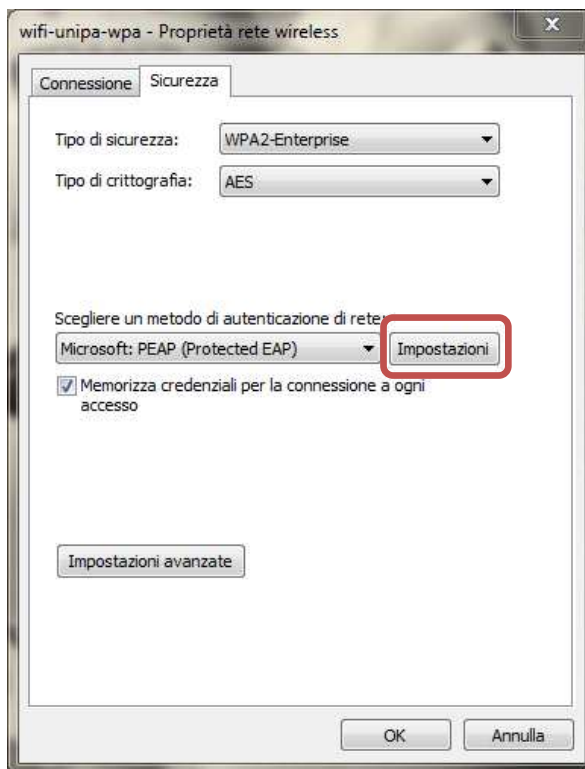 wifi-unipa-wpa - Proprietà rete wireless
x
Connessione Sicurezza
Tipo di sicurezza: WPA2-Enterprise
Tipo di crittografia: AES
Scegliere un metodo di autenticazione di rete:
Microsoft: PEAP (Protected EAP) Impostazioni
Memorizza credenziali per la connessione a ogni
accesso
Impostazioni avanzate
OK Annulla